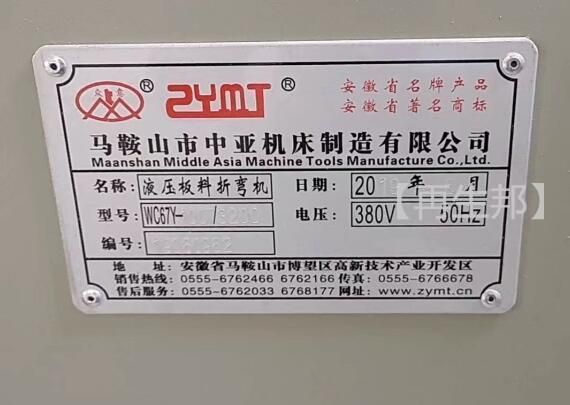 众意 ® ZYMT ® 安徽省名牌产品
安徽省著名商标
马鞍山市中亚机床制造有限公司
Maanshan Middle Asia Machine Tools Manufacture Co.,Ltd.
名称: 液压板料折弯机 日期: 20 年 月
型号: WC67Y- /3200 电压: 380V 50Hz
编号:
地 址: 安徽省马鞍山市博望区高新技术产业开发区
销售热线: 0555-6762466 6762166 传真: 0555-6766678
售后服务: 0555-6762033 6768177 网址: www.zymt.cn
【再生邦】